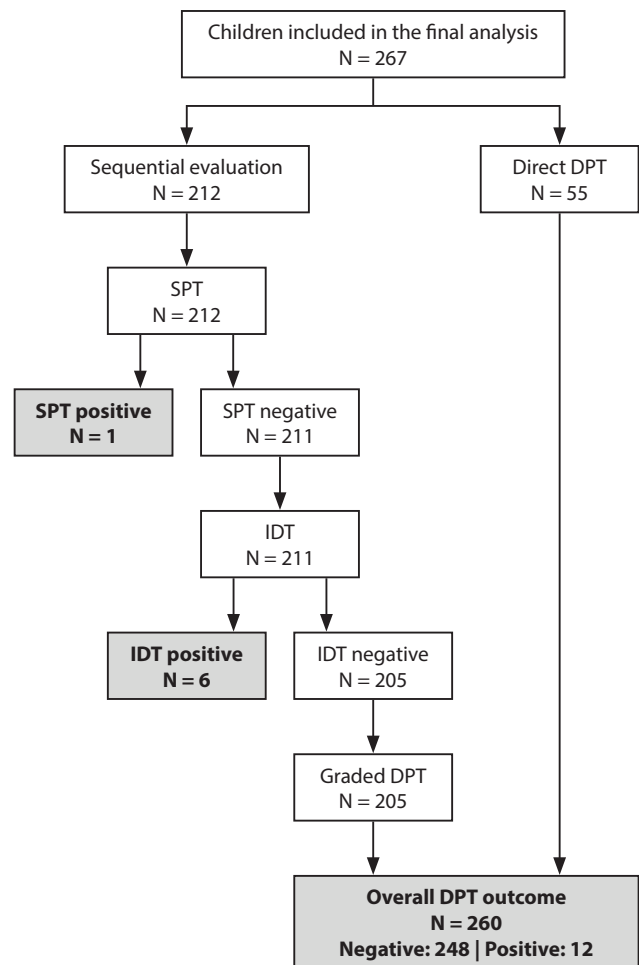 Children included in the final analysis
N = 267
Sequential evaluation
N = 212
Direct DPT
N = 55
SPT
N = 212
SPT positive
N = 1
SPT negative
N = 211
IDT
N = 211
IDT positive
N = 6
IDT negative
N = 205
Graded DPT
N = 205
Overall DPT outcome
N = 260
Negative: 248 | Positive: 12